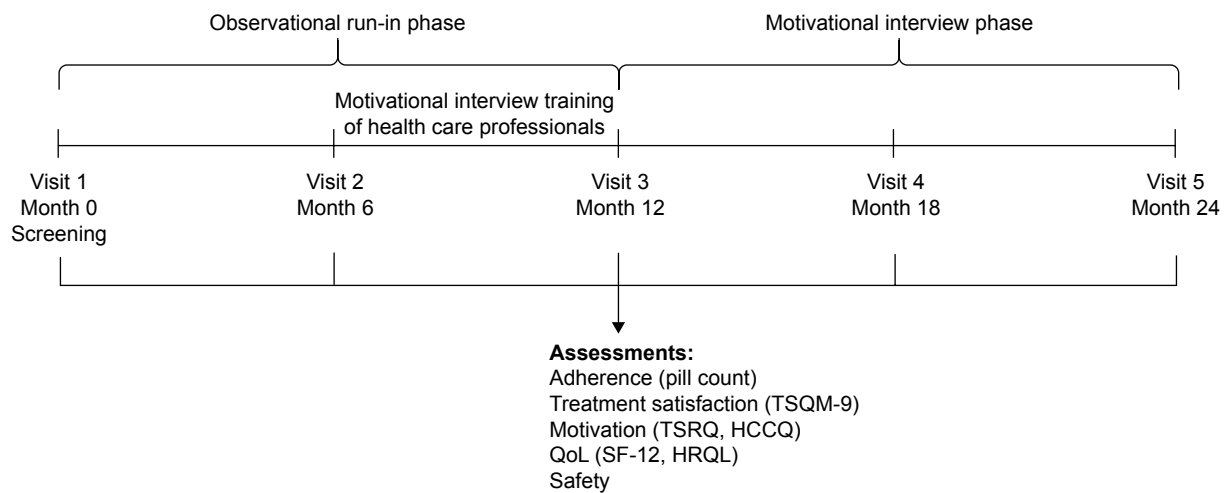 Observational run-in phase
Motivational interview phase
Motivational interview training
of health care professionals
Visit 1
Month 0
Screening
Visit 2
Month 6
Visit 3
Month 12
Visit 4
Month 18
Visit 5
Month 24
Assessments:
Adherence (pill count)
Treatment satisfaction (TSQM-9)
Motivation (TSRQ, HCCQ)
QoL (SF-12, HRQL)
Safety